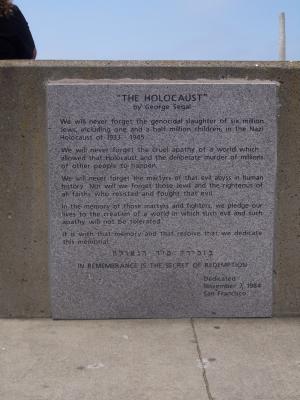 "THE HOLOCAUST"
by George Segal
We will never forget the genocidal slaughter of six million
Jews, including one and a half million children, in the Nazi
Holocaust of 1933 - 1945.
We will never forget the cruel apathy of a world which
allowed that Holocaust and the deliberate murder of millions
of other people to happen.
We will never forget the martyrs of that evil abyss in human
history. Nor will we forget those Jews and the righteous of
all faiths who resisted and fought that evil.
In the memory of those martyrs and fighters, we pledge our
lives to the creation of a world in which such evil and such
apathy will not be tolerated.
It is with that memory and that resolve that we dedicate
this memorial.
IN REMEMBRANCE IS THE SECRET OF REDEMPTION
Dedicated
November 7, 1984
San Francisco